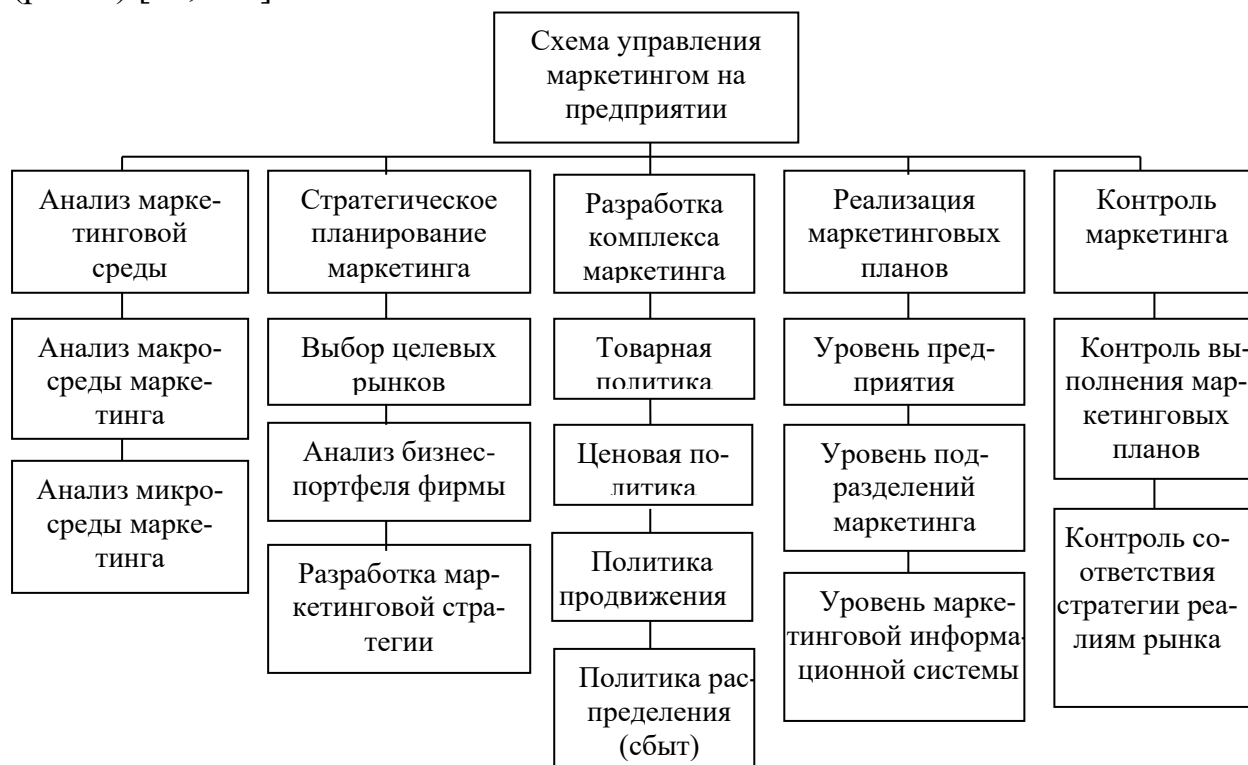 Схема управления
маркетингом на
предприятии
Анализ марке-
тинговой
среды
Стратегическое
планирование
маркетинга
Разработка
комплекса
маркетинга
Реализация
маркетинговых
планов
Контроль
маркетинга
Анализ макро-
среды марке-
тинга
Анализ микро-
среды марке-
тинга
Выбор целевых
рынков
Анализ бизнес-
портфеля фирмы
Разработка мар-
кетинговой стра-
тегии
Товарная
политика
Ценовая по-
литика
Политика
продвижения
Политика рас-
пределения
(сбыт)
Уровень пред-
приятия
Уровень под-
разделений
маркетинга
Уровень марке-
тинговой информа-
ционной системы
Контроль вы-
полнения мар-
кетинговых
планов
Контроль со-
ответствия
стратегии реа-
лиям рынка